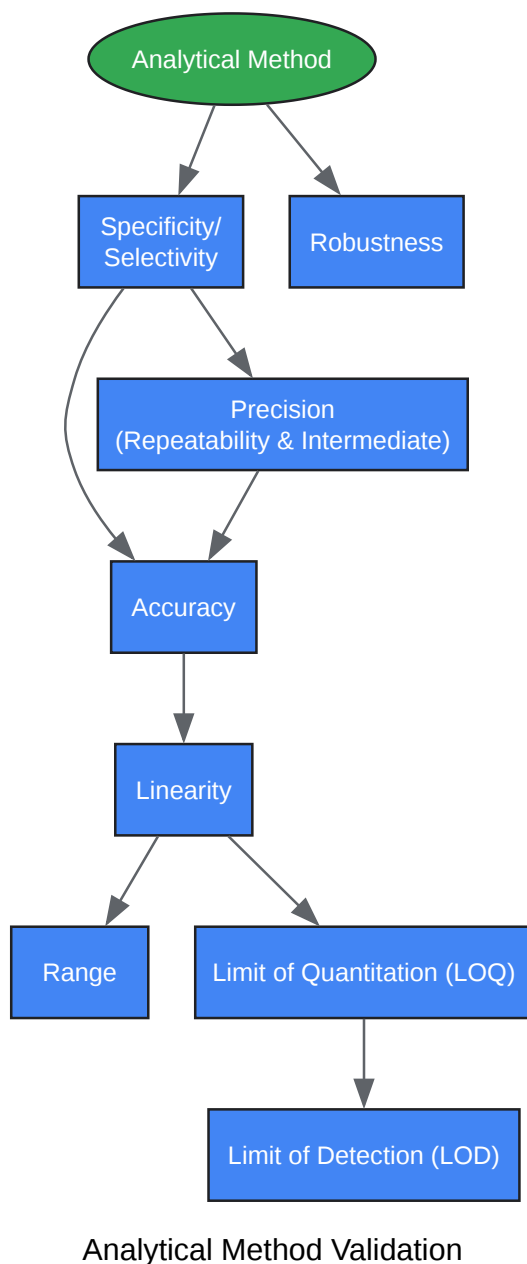 Analytical Method
Specificity/
Selectivity
Robustness
Precision
(Repeatability & Intermediate)
Accuracy
Linearity
Range
Limit of Quantitation (LOQ)
Limit of Detection (LOD)
Analytical Method Validation